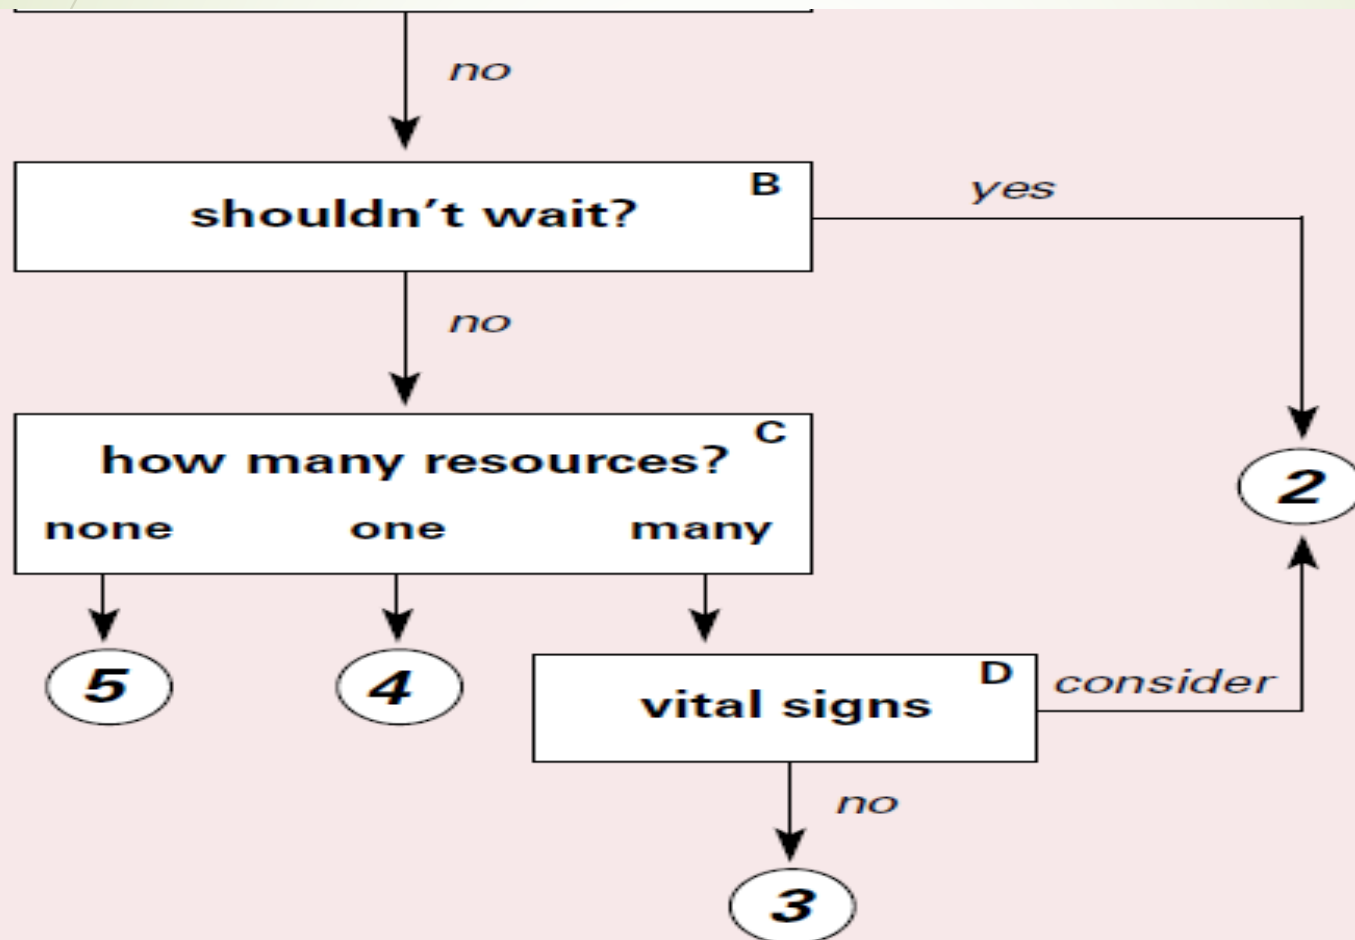 no
B
shouldn't wait?
yes
no
C
how many resources?
none one many
2
5 4
D
vital signs
consider
no
3